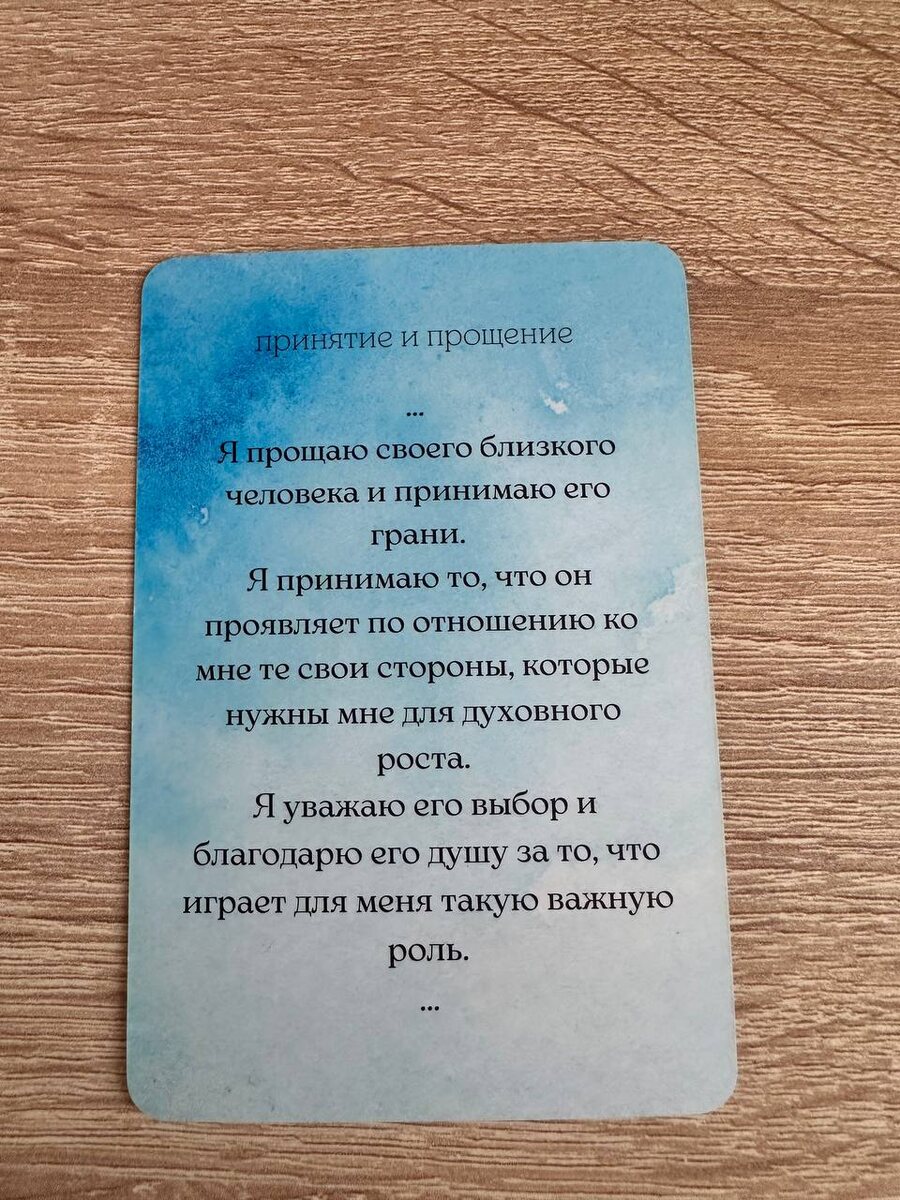 принятие и прощение
...
Я прощаю своего близкого
человека и принимаю его
грани.
Я принимаю то, что он
проявляет по отношению ко
мне те свои стороны, которые
нужны мне для духовного
роста.
Я уважаю его выбор и
благодарю его душу за то, что
играет для меня такую важную
роль.
...